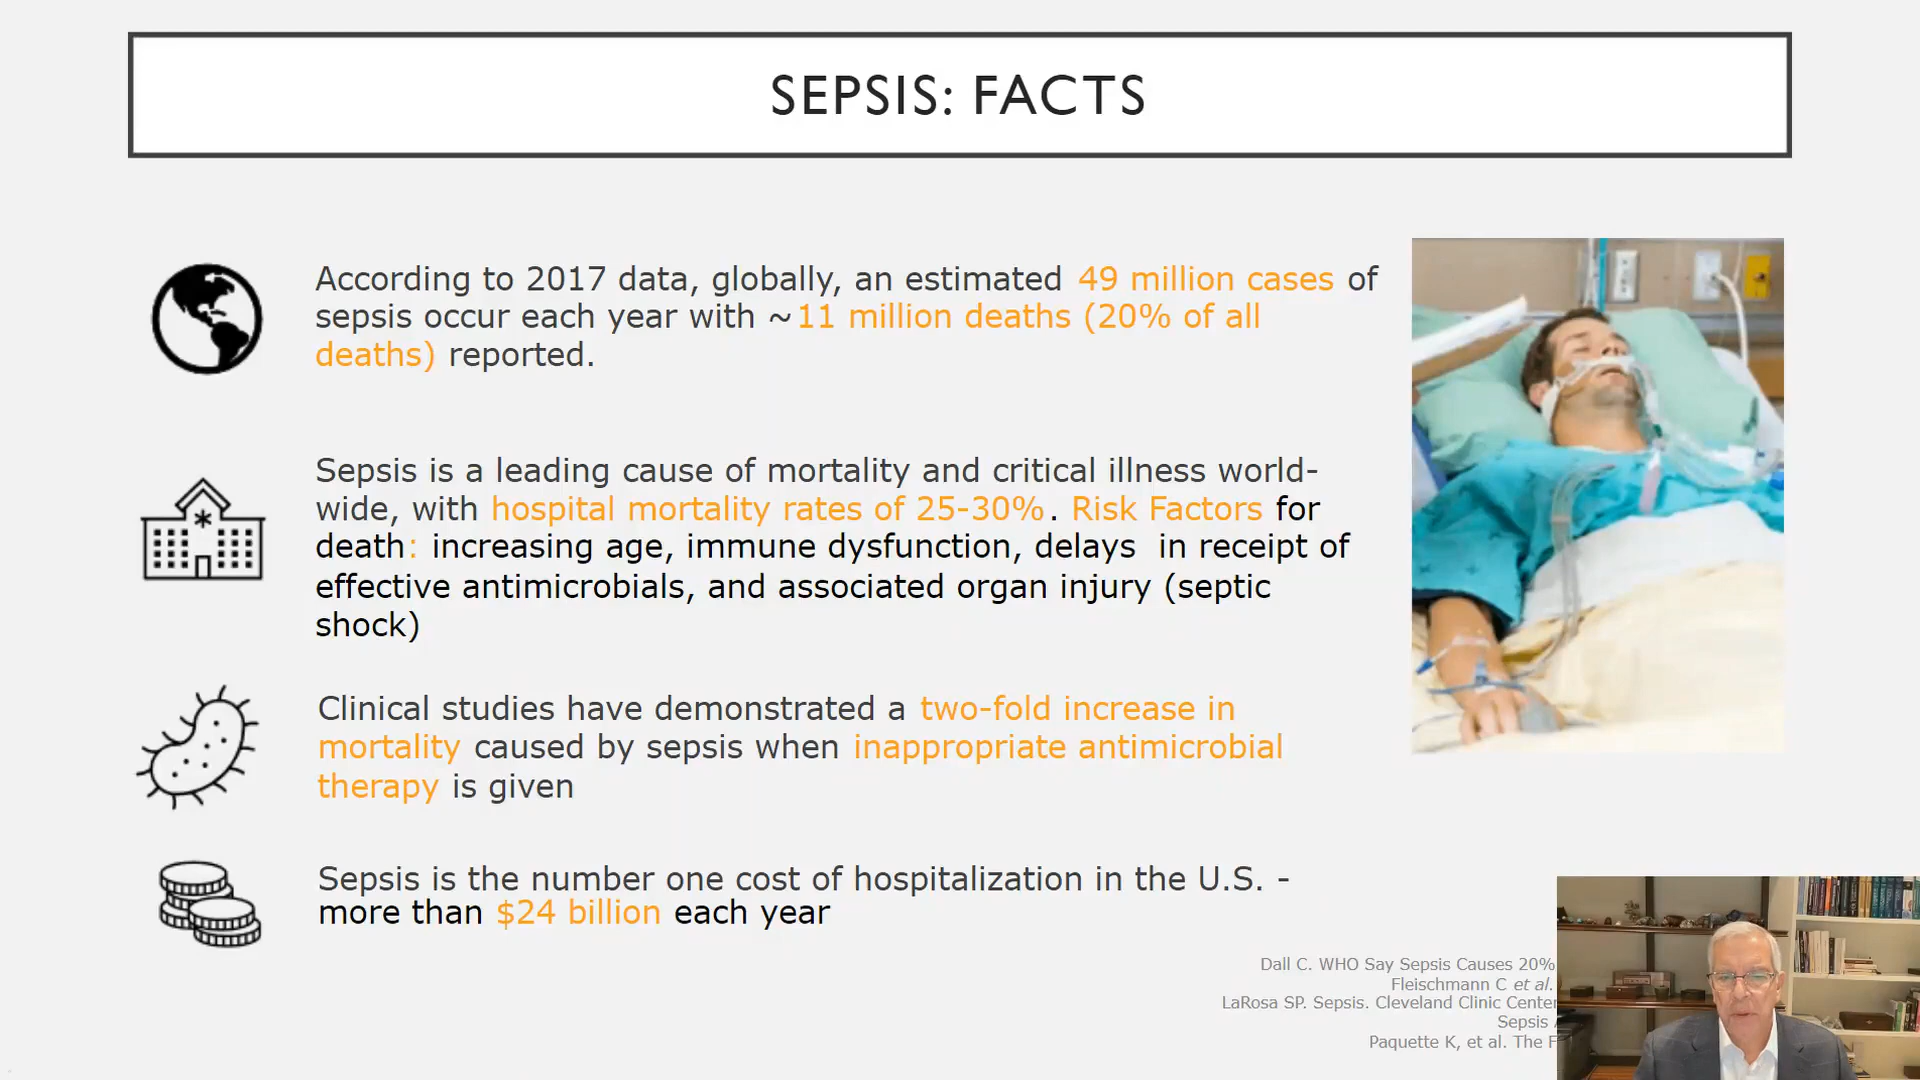 SEPSIS: FACTS
According to 2017 data, globally, an estimated 49 million cases of
sepsis occur each year with ~11 million deaths (20% of all
deaths) reported.
Sepsis is a leading cause of mortality and critical illness world-
wide, with hospital mortality rates of 25-30%. Risk Factors for
death: increasing age, immune dysfunction, delays  in receipt of
effective antimicrobials, and associated organ injury (septic
shock)
Clinical studies have demonstrated a two-fold increase in
mortality caused by sepsis when inappropriate antimicrobial
therapy is given
Sepsis is the number one cost of hospitalization in the U.S. -
more than $24 billion each year
Dall C. WHO Say Sepsis Causes 20%
Fleischmann C et al.
LaRosa SP. Sepsis. Cleveland Clinic Center
Sepsis
Paquette K, et al. The